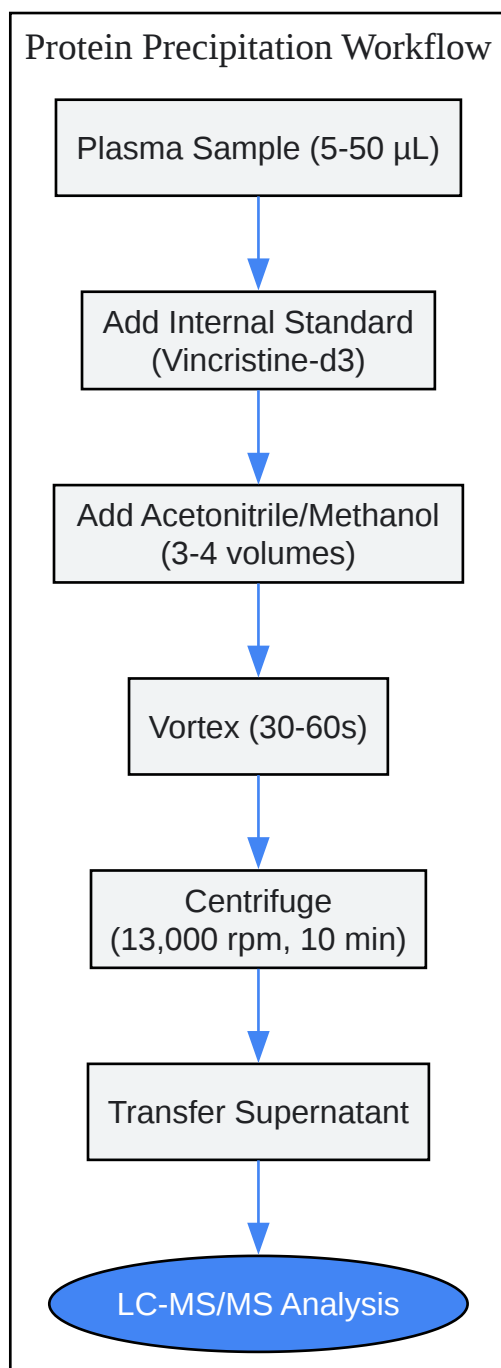 Protein Precipitation Workflow
Plasma Sample (5-50 µL)
Add Internal Standard
(Vincristine-d3)
Add Acetonitrile/Methanol
(3-4 volumes)
Vortex (30-60s)
Centrifuge
(13,000 rpm, 10 min)
Transfer Supernatant
LC-MS/MS Analysis